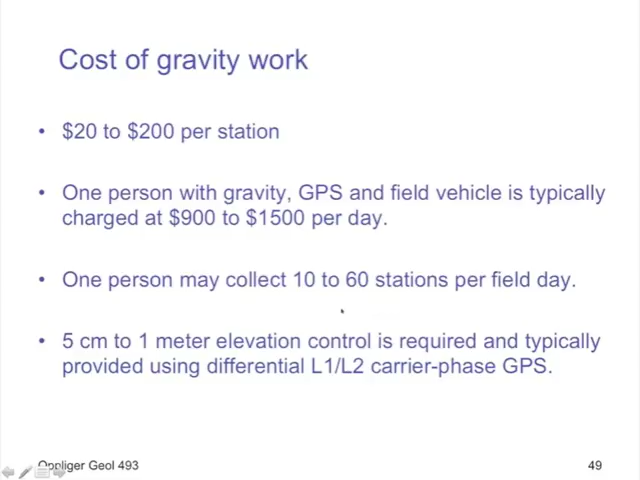 Cost of gravity work
• $20 to $200 per station
• One person with gravity, GPS and field vehicle is typically
charged at $900 to $1500 per day.
• One person may collect 10 to 60 stations per field day.
• 5 cm to 1 meter elevation control is required and typically
provided using differential L1/L2 carrier-phase GPS.
Oppliger Geol 493
49